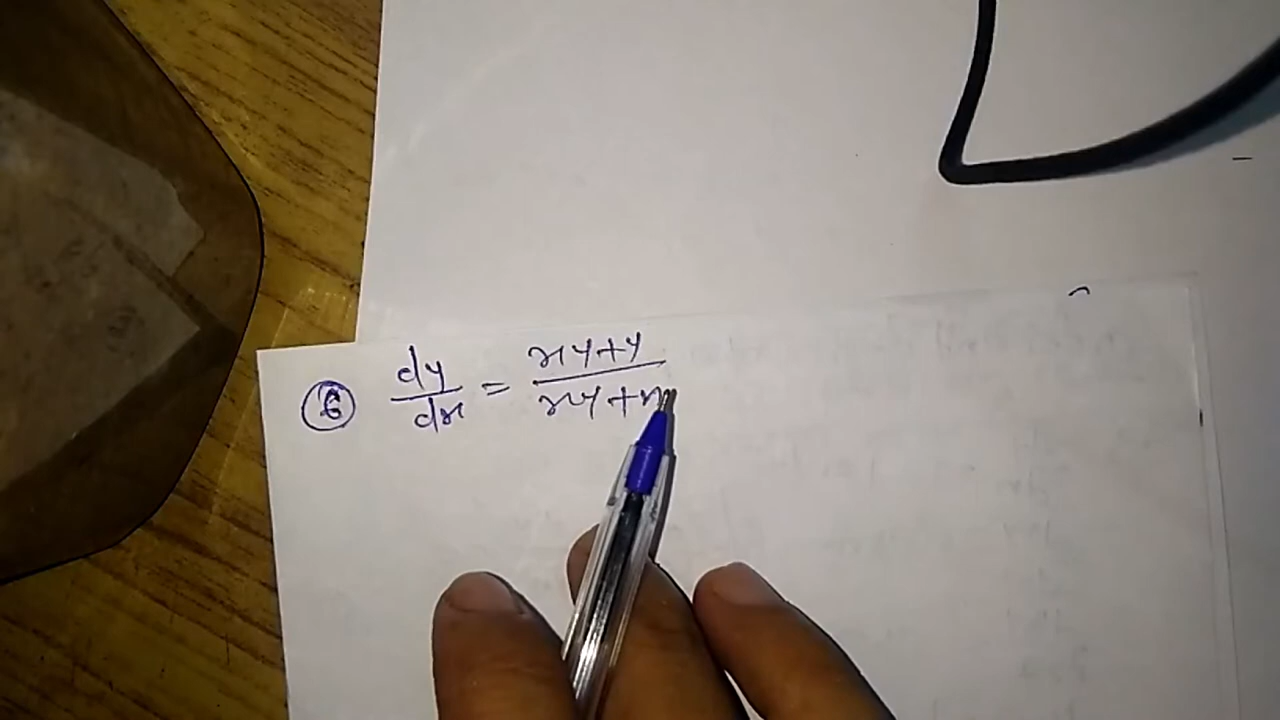 ⑥ dy/dx = xy+y/xy+x